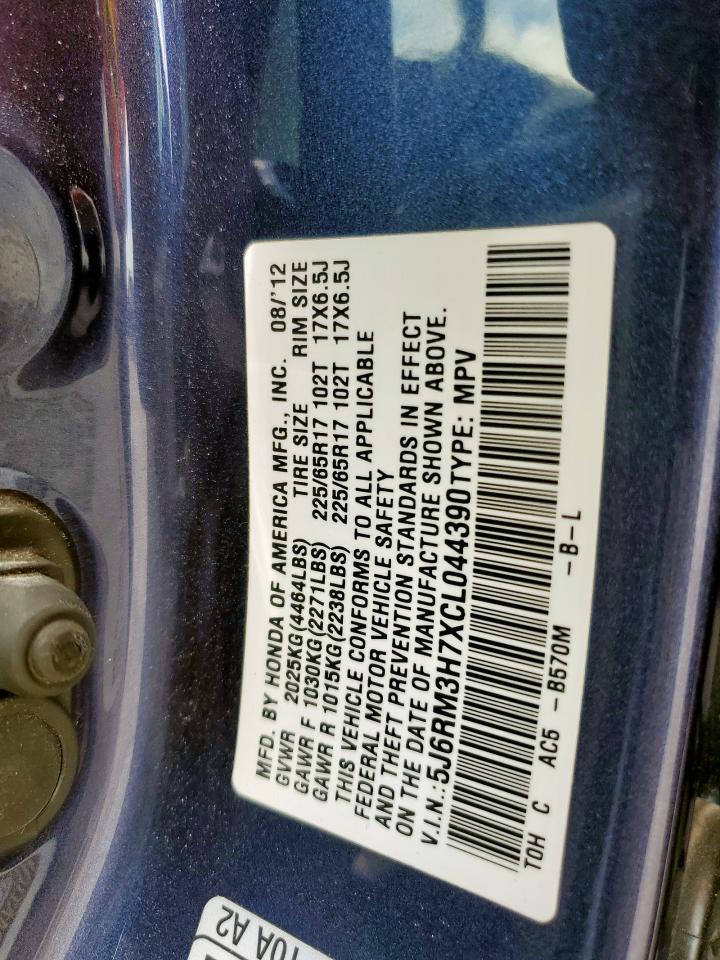 MFD. BY HONDA OF AMERICA MFG., INC. 08/'12
GVWR 2025KG(4464LBS) TIRE SIZE RIM SIZE
GAWR F 1030KG(2271LBS) 225/65R17 102T 17X6.5J
GAWR R 1015KG(2238LBS) 225/65R17 102T 17X6.5J
THIS VEHICLE CONFORMS TO ALL APPLICABLE
FEDERAL MOTOR VEHICLE SAFETY
AND THEFT PREVENTION STANDARDS IN EFFECT
ON THE DATE OF MANUFACTURE SHOWN ABOVE.
V.I.N.:5J6RM3H7XCL044390 TYPE: MPV
TOH C AC5 -B570M -B-L
10A A2